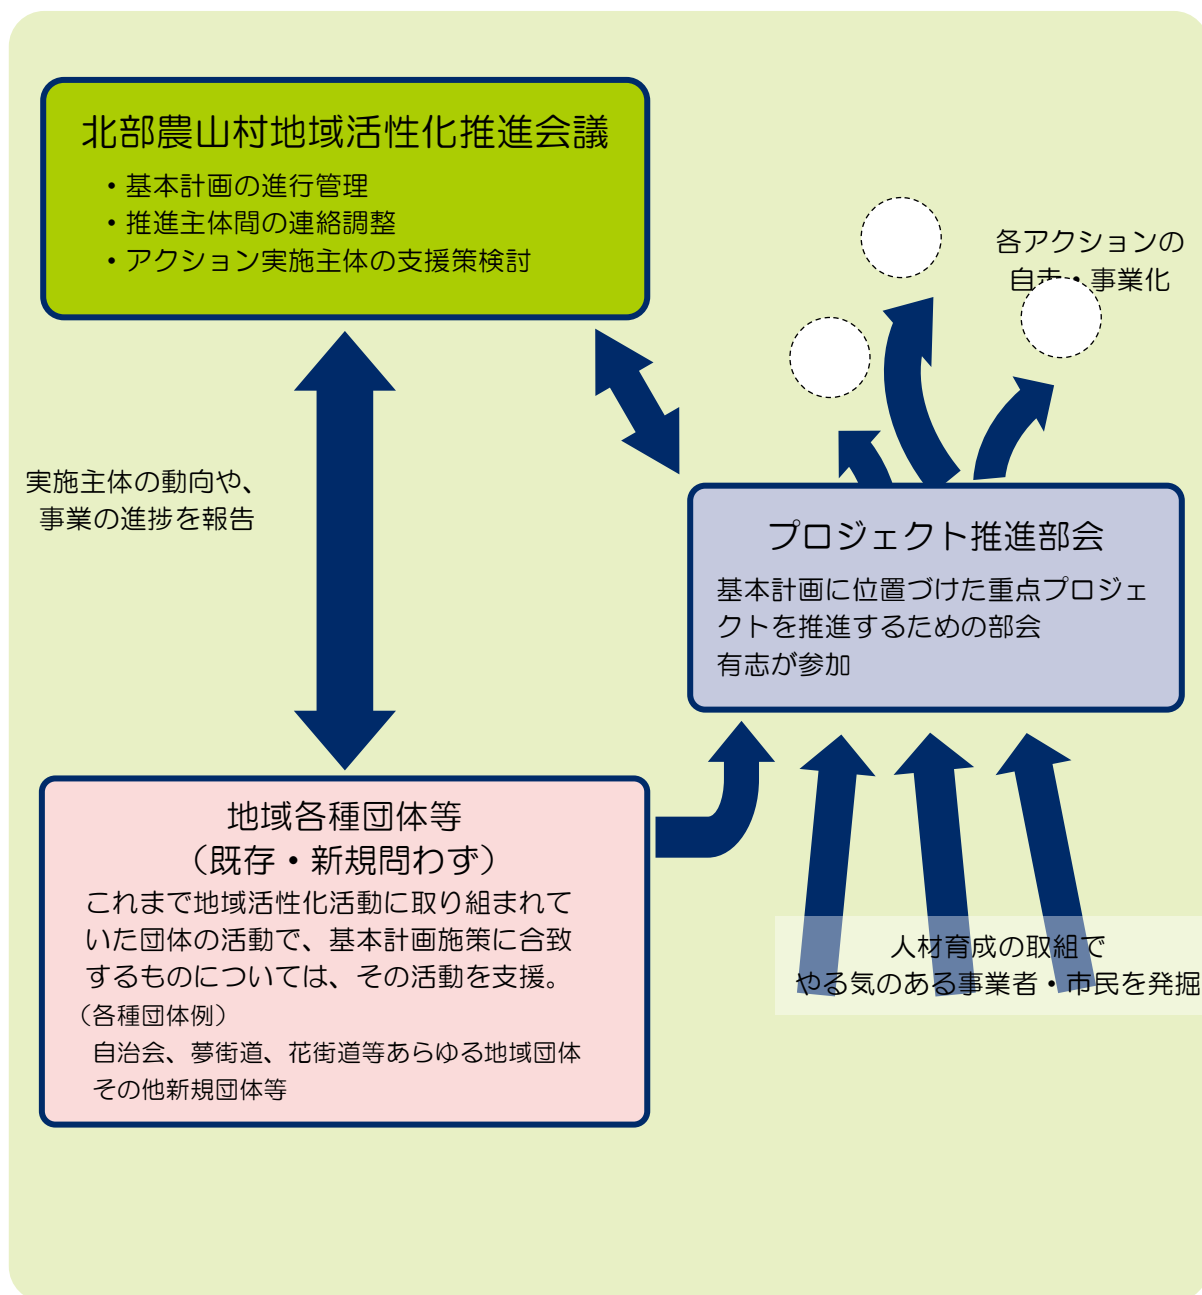 北部農山村地域活性化推進会議
・基本計画の進行管理
・推進主体間の連絡調整
・アクション実施主体の支援策検討
各アクションの
・事業化
実施主体の動向や、
事業の進捗を報告
プロジェクト推進部会
基本計画に位置づけた重点プロジェ
クトを推進するための部会
有志が参加
地域各種団体等
（既存・新規問わず）
これまで地域活性化活動に取り組まれて
いた団体の活動で、基本計画施策に合致
するものについては、その活動を支援。
（各種団体例）
自治会、夢街道、花街道等あらゆる地域団体
その他新規団体等
人材育成の取組で
やる気のある事業者・市民を発掘